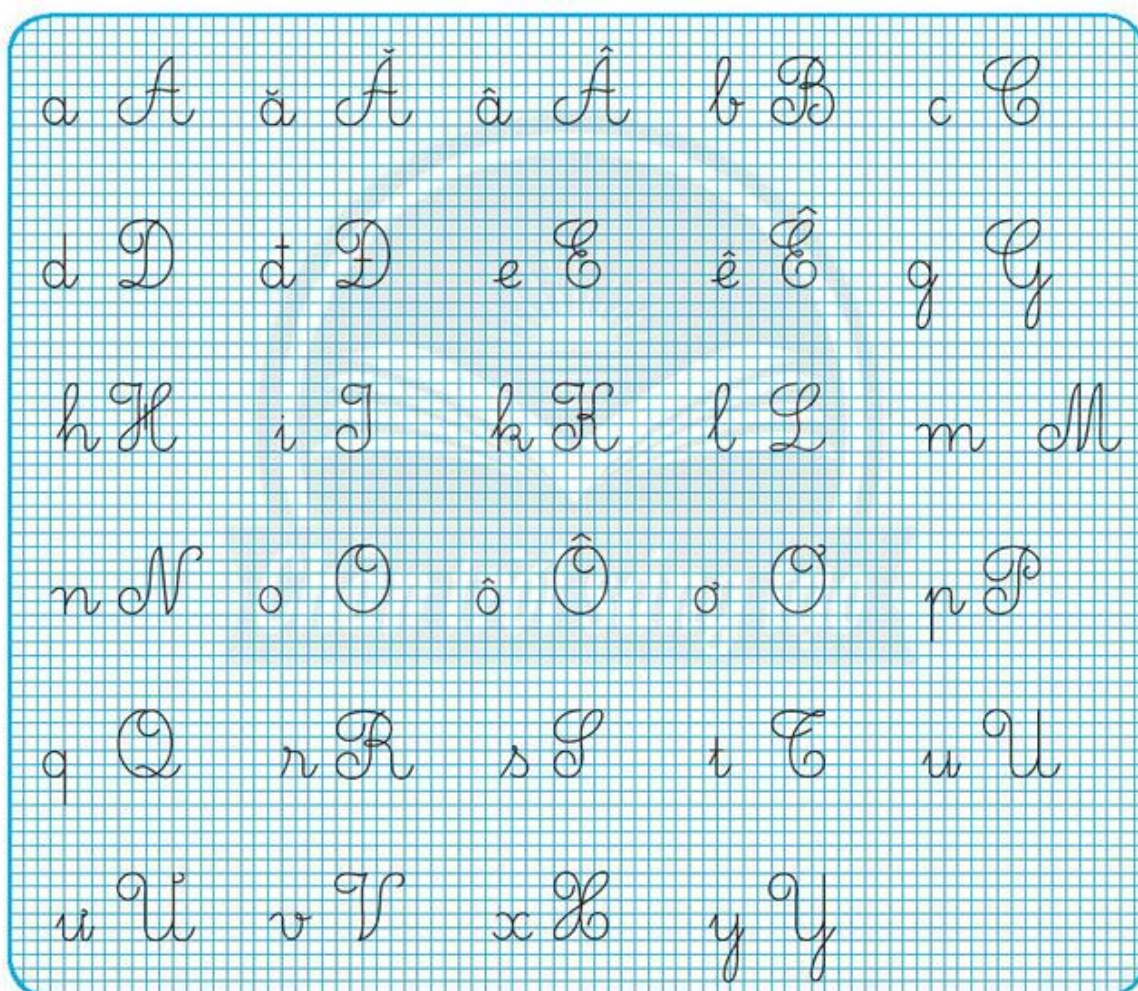 a A ă Ă â Â b B c C
d D đ Đ e E ê Ê g G
h H i I k K l L m M
n N o O ô Ô ơ Ơ p P
q Q r R s S t T u U
ư Ư v V x X y Y